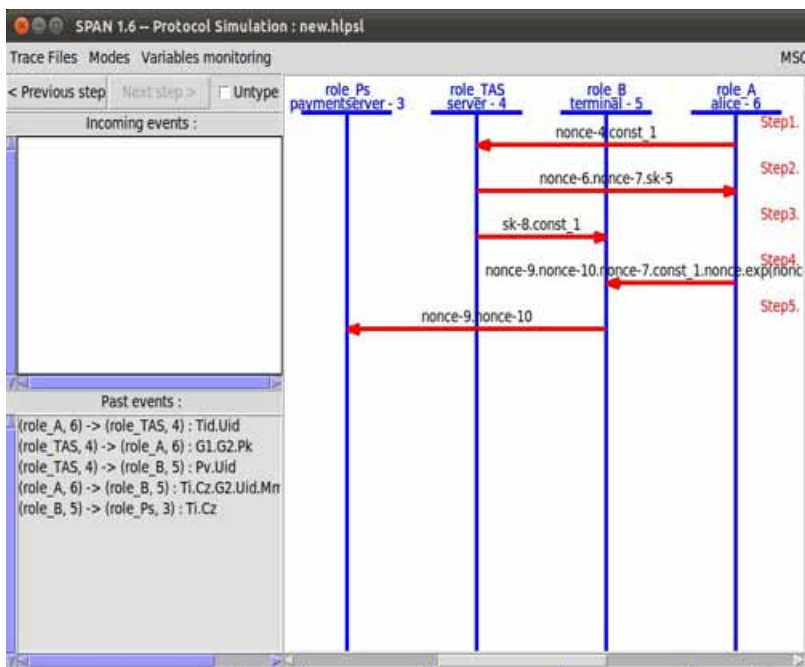 SPAN 1.6 – Protocol Simulation : new.hlpsl
Trace Files Modes Variables monitoring MSC
< Previous step Next step > Untype
Incoming events :
Past events :
(role_A, 6) -> (role_TAS, 4) : Tid.Uid
(role_TAS, 4) -> (role_A, 6) : G1.G2.Pk
(role_TAS, 4) -> (role_B, 5) : Pv.Uid
(role_A, 6) -> (role_B, 5) : Ti.Cz.G2.Uid.Mm
(role_B, 5) -> (role_Ps, 3) : Ti.Cz
role_Ps role_TAS role_B role_A
paymentserver - 3 server - 4 terminal - 5 alice - 6
Step1.
nonce-4.const_1
Step2.
nonce-6.nonce-7.sk-5
Step3.
sk-8.const_1
Step4.
nonce-9.nonce-10.nonce-7.const_1.nonce.exp(nonc
Step5.
nonce-9.nonce-10